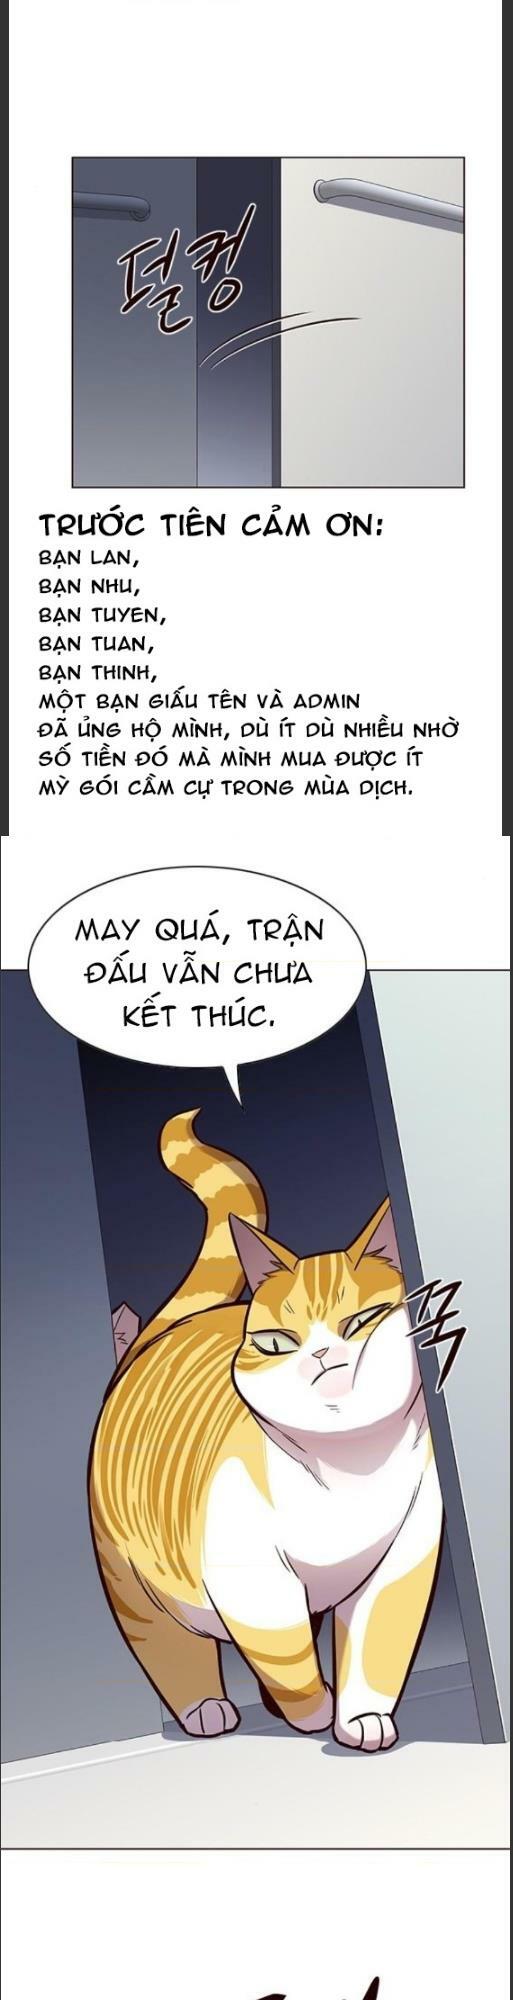 덜컹
TRƯỚC TIÊN CẢM ƠN:
BẠN LAN,
BẠN NHU,
BẠN TUYEN,
BẠN TUAN,
BẠN THINH,
MỘT BẠN GIẤU TÊN VÀ ADMIN
ĐÃ ỦNG HỘ MÌNH, DÙ ÍT DÙ NHIỀU NHỜ
SỐ TIỀN ĐÓ MÀ MÌNH MUA ĐƯỢC ÍT
MỲ GÓI CẦM CỰ TRONG MÙA DỊCH.
MAY QUÁ, TRẬN
ĐẤU VẪN CHƯA
KẾT THÚC.
꾹